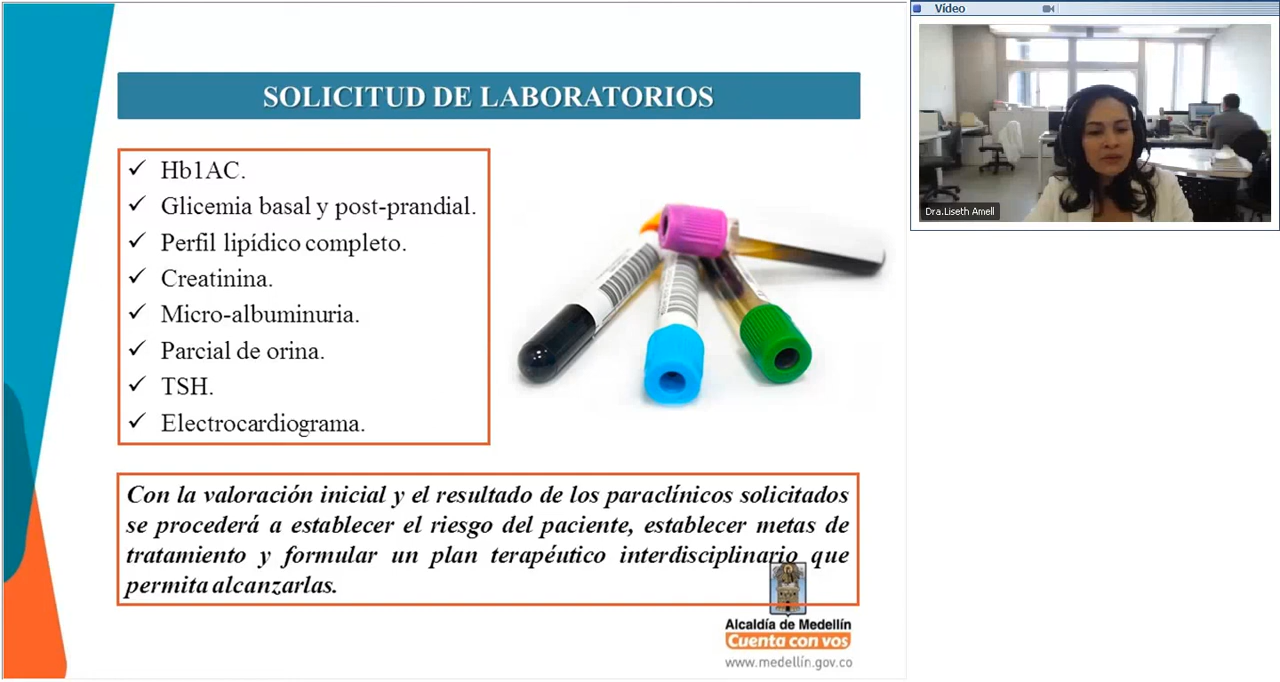 SOLICITUD DE LABORATORIOS
✓ Hb1AC.
✓ Glicemia basal y post-prandial.
✓ Perfil lipídico completo.
✓ Creatinina.
✓ Micro-albuminuria.
✓ Parcial de orina.
✓ TSH.
✓ Electrocardiograma.
Con la valoración inicial y el resultado de los paraclínicos solicitados
se procederá a establecer el riesgo del paciente, establecer metas de
tratamiento y formular un plan terapéutico interdisciplinario que
permita alcanzarlas.
Alcaldía de Medellín
Cuenta con vos
www.medellín.gov.co
Vídeo
Dra.Liseth Amell